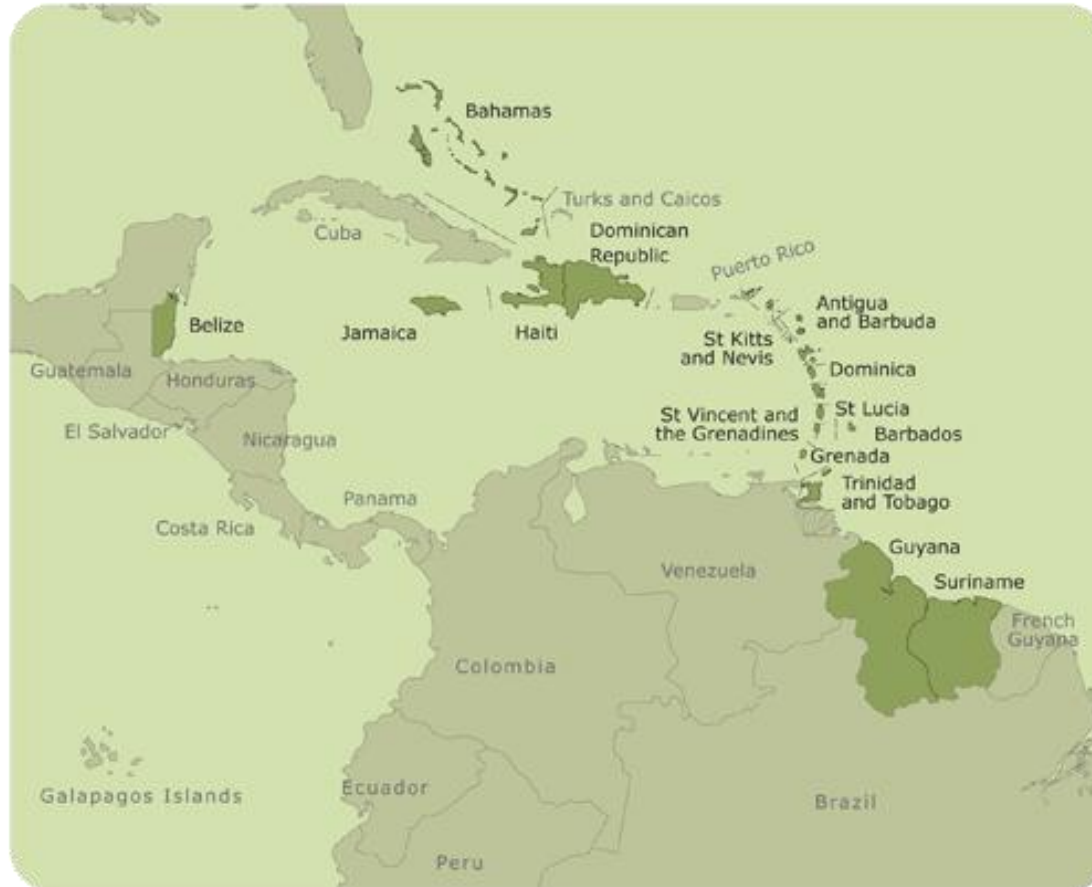 Bahamas
Turks and Caicos
Cuba
Dominican
Republic
Puerto Rico
Antigua
and Barbuda
Belize
Jamaica
Haiti
St Kitts
and Nevis
Guatemala
Honduras
Dominica
El Salvador
Nicaragua
St Vincent and
the Grenadines
St Lucia
Barbados
Grenada
Panama
Trinidad
and Tobago
Costa Rica
Guyana
Venezuela
Suriname
French
Guyana
Colombia
Galapagos Islands
Ecuador
Brazil
Peru